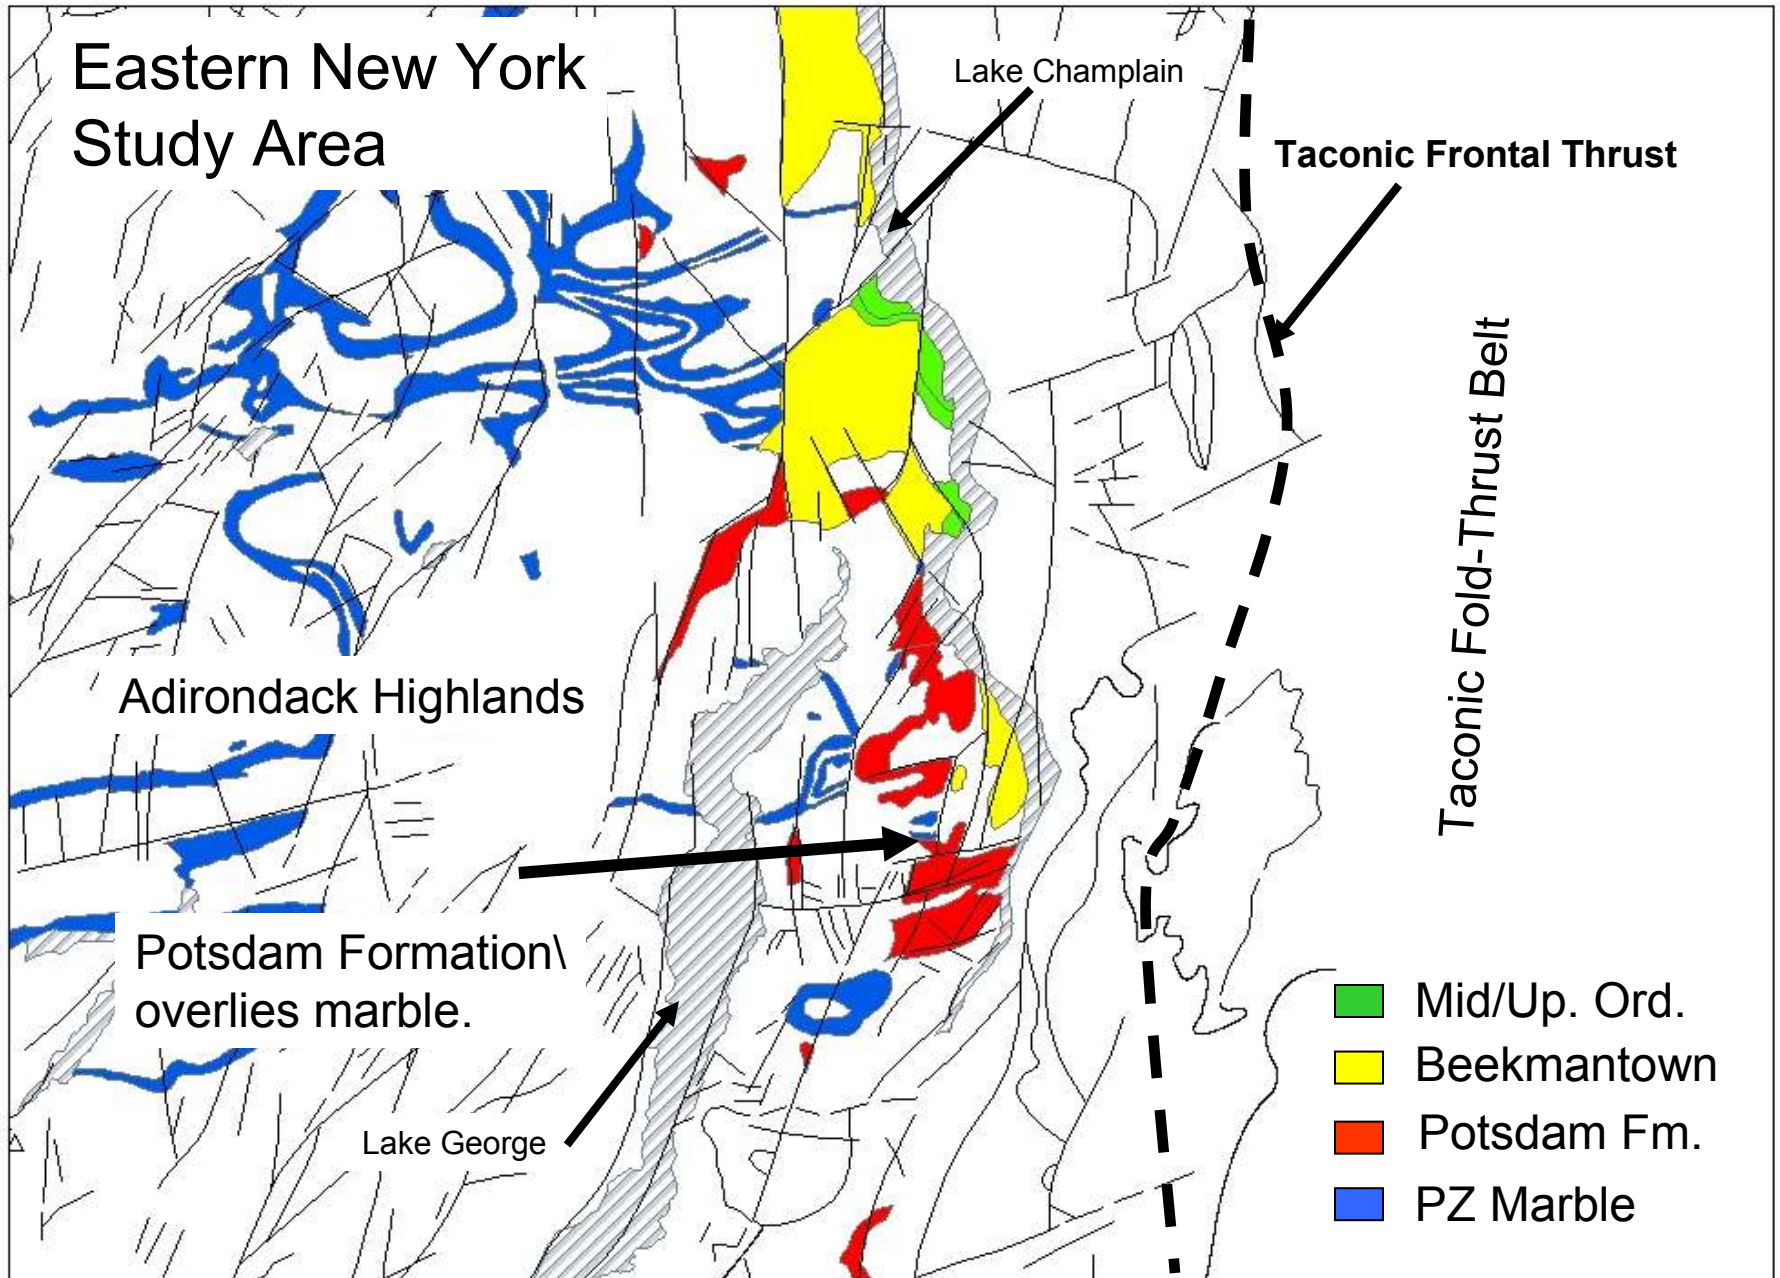 Eastern New York
Study Area
Lake Champlain
Taconic Frontal Thrust
Taconic Fold-Thrust Belt
Adirondack Highlands
Potsdam Formation\
overlies marble.
Lake George
Mid/Up. Ord.
Beekmantown
Potsdam Fm.
PZ Marble